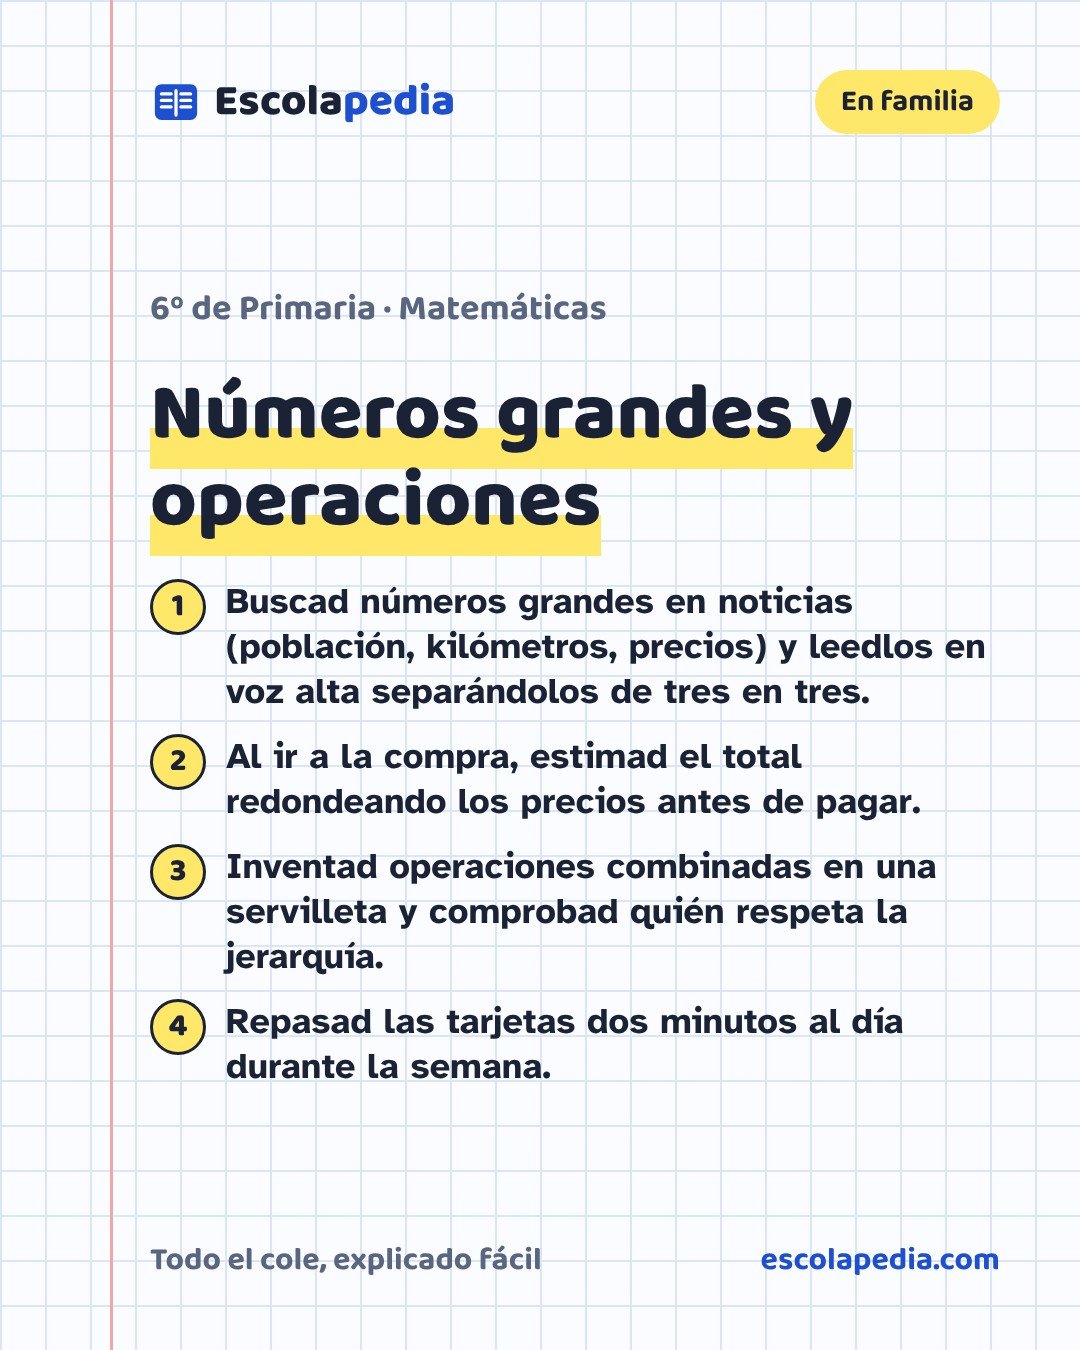 Escolapedia
En familia
6º de Primaria · Matemáticas
Números grandes y
operaciones
1 Buscad números grandes en noticias
(población, kilómetros, precios) y leedlos en
voz alta separándolos de tres en tres.
2 Al ir a la compra, estimad el total
redondeando los precios antes de pagar.
3 Inventad operaciones combinadas en una
servilleta y comprobad quién respeta la
jerarquía.
4 Repasad las tarjetas dos minutos al día
durante la semana.
Todo el cole, explicado fácil
escolapedia.com